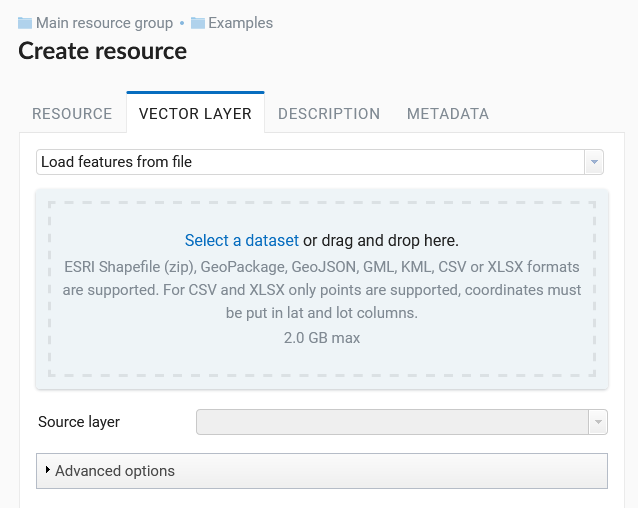 Main resource group • Examples
Create resource
RESOURCE VECTOR LAYER DESCRIPTION METADATA
Load features from file
Select a dataset or drag and drop here.
ESRI Shapefile (zip), GeoPackage, GeoJSON, GML, KML, CSV or XLSX formats
are supported. For CSV and XLSX only points are supported, coordinates must
be put in lat and lot columns.
2.0 GB max
Source layer
Advanced options